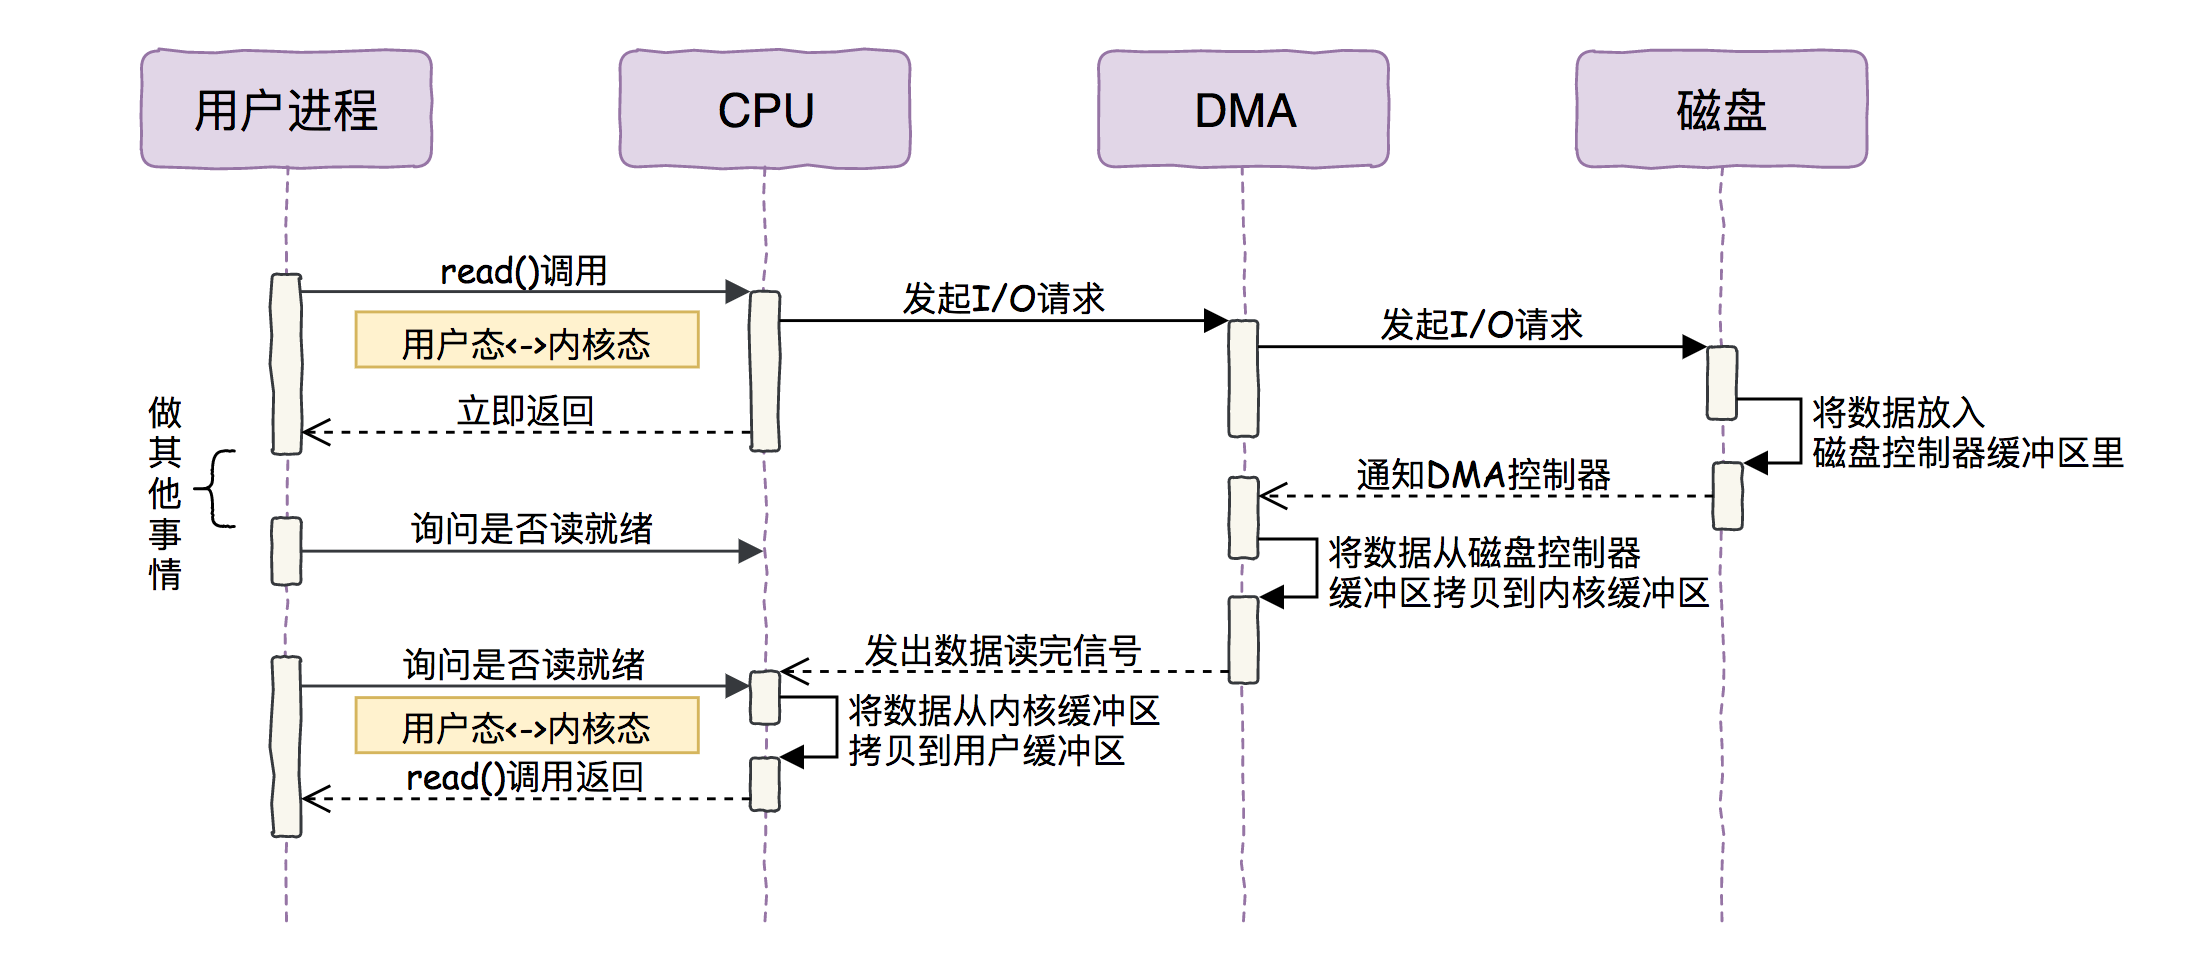 用户进程
CPU
DMA
磁盘
read()调用
发起I/O请求
发起I/O请求
用户态<->内核态
立即返回
做其他事情
将数据放入
磁盘控制器缓冲区里
通知DMA控制器
询问是否读就绪
将数据从磁盘控制器
缓冲区拷贝到内核缓冲区
发出数据读完信号
询问是否读就绪
将数据从内核缓冲区
拷贝到用户缓冲区
用户态<->内核态
read()调用返回